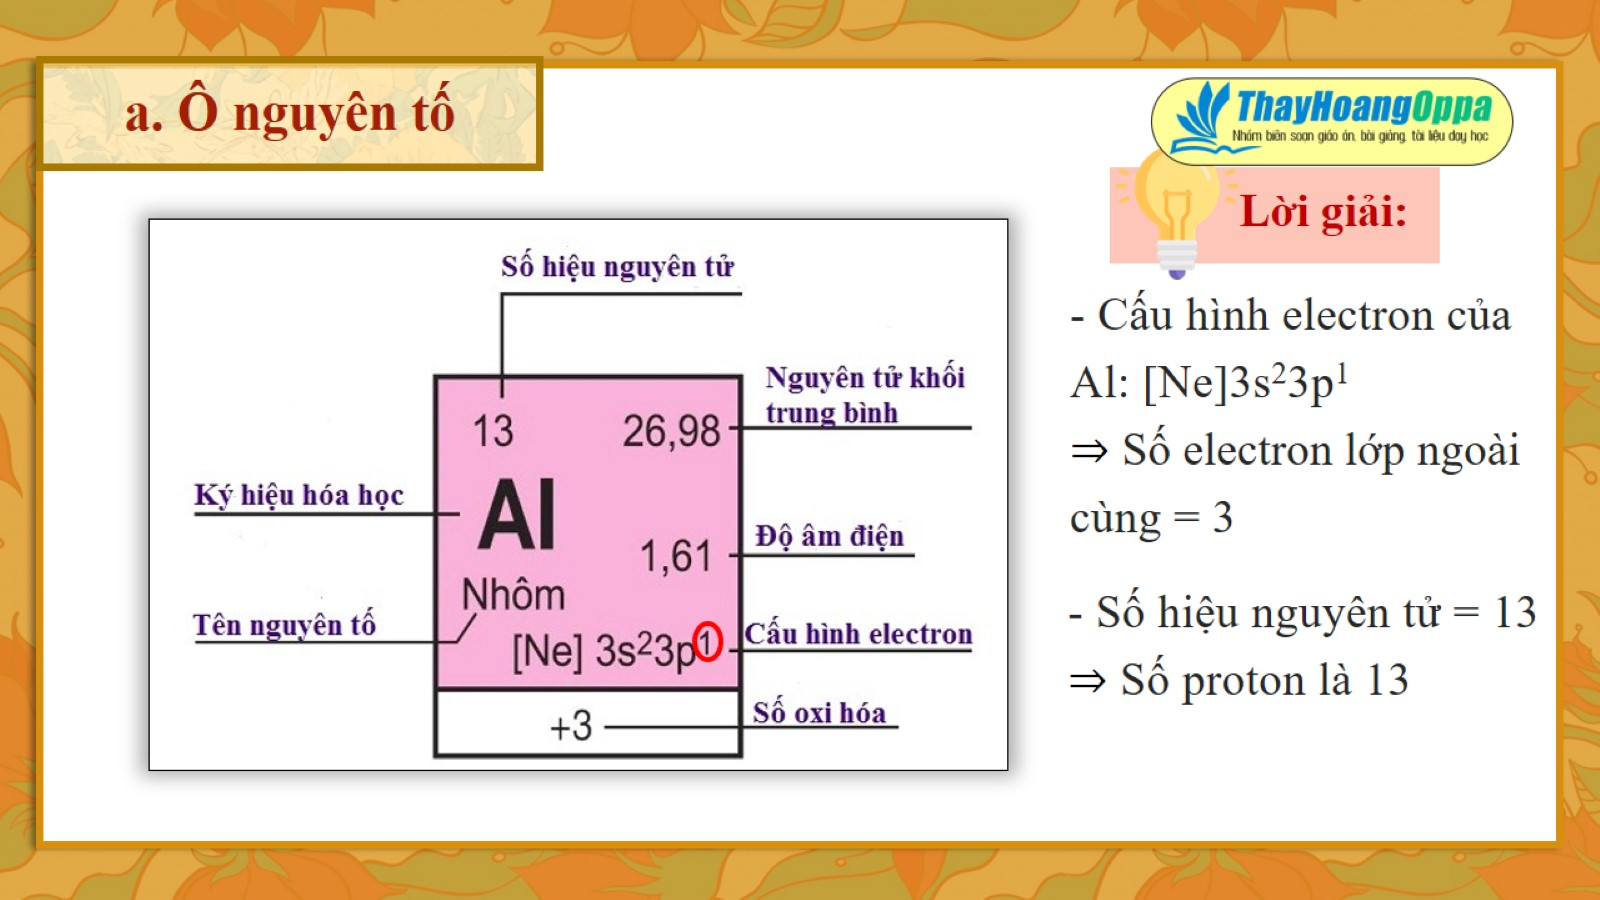 a. Ô nguyên tố
ThayHoangOppa
Nhóm biên soạn giáo án, bài giảng, tài liệu dạy học
Lời giải:
Số hiệu nguyên tử
Nguyên tử khối
trung bình
13
26,98
Ký hiệu hóa học
Al
Độ âm điện
1,61
Nhôm
Tên nguyên tố
[Ne] 3s²3p¹
Cấu hình electron
+3
Số oxi hóa
- Cấu hình electron của
Al: [Ne]3s²3p¹
⇒ Số electron lớp ngoài
cùng = 3
- Số hiệu nguyên tử = 13
⇒ Số proton là 13